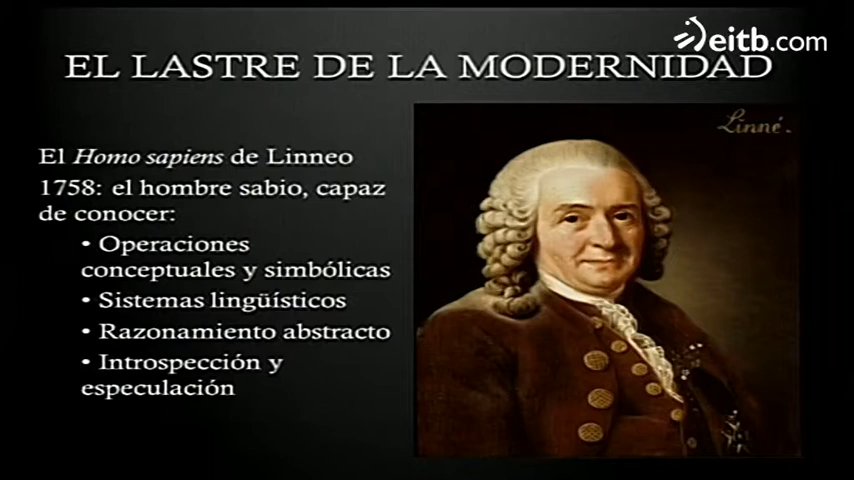 eitb.com
EL LASTRE DE LA MODERNIDAD
Linné.
El Homo sapiens de Linneo
1758: el hombre sabio, capaz
de conocer:
• Operaciones
conceptuales y simbólicas
• Sistemas lingüísticos
• Razonamiento abstracto
• Introspección y
especulación